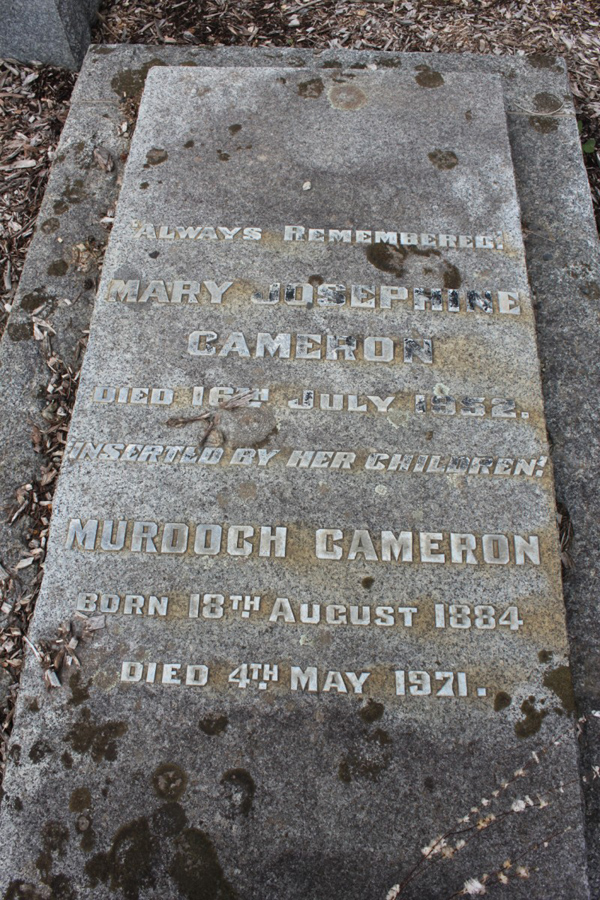 "ALWAYS REMEMBERED."
MARY JOSEPHINE
CAMERON
DIED 16TH JULY 1952.
"INSERTED BY HER CHILDREN."
MURDOCH CAMERON
BORN 18TH AUGUST 1884
DIED 4TH MAY 1971.